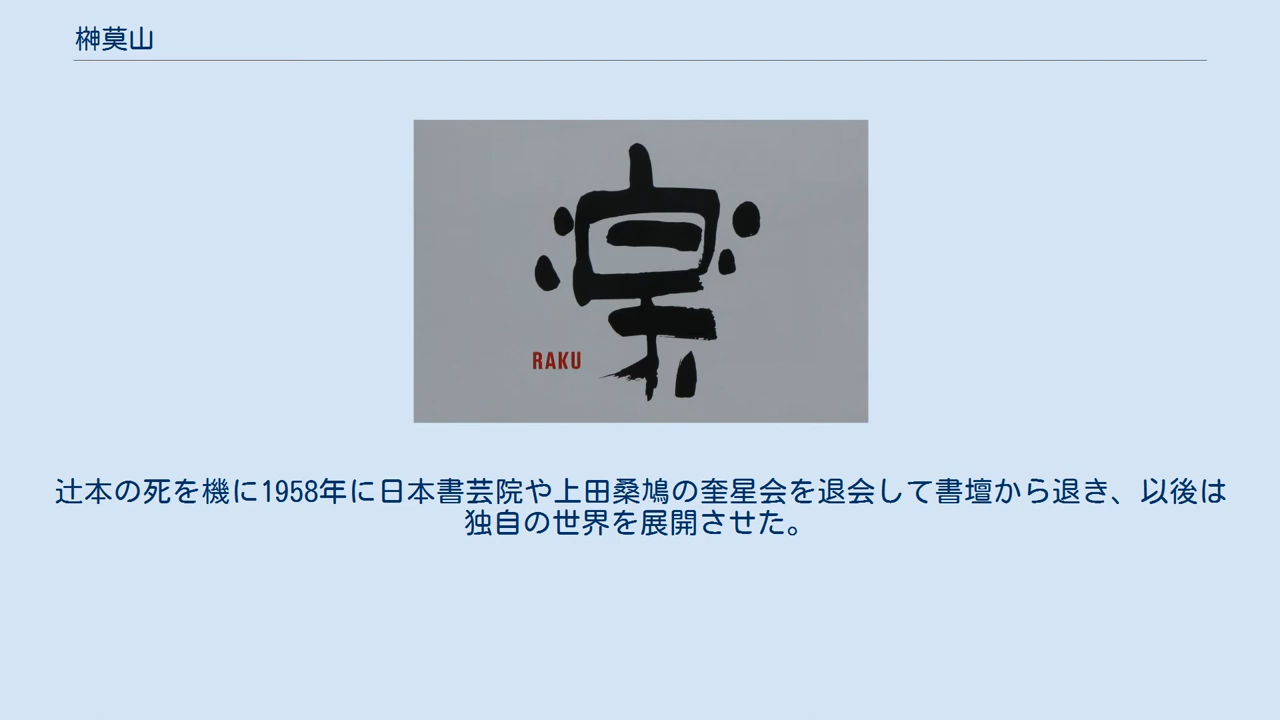 榊莫山
楽
RAKU
辻本の死を機に1958年に日本書芸院や上田桑鳩の奎星会を退会して書壇から退き、以後は
独自の世界を展開させた。